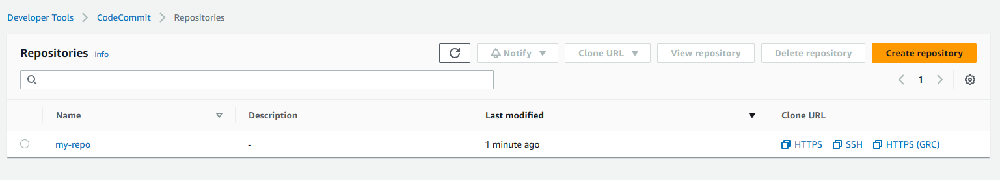 Developer Tools CodeCommit Repositories
Repositories Info Notify Clone URL View repository Delete repository Create repository
1
Name Description Last modified Clone URL
my-repo - 1 minute ago HTTPS SSH HTTPS (GRC)